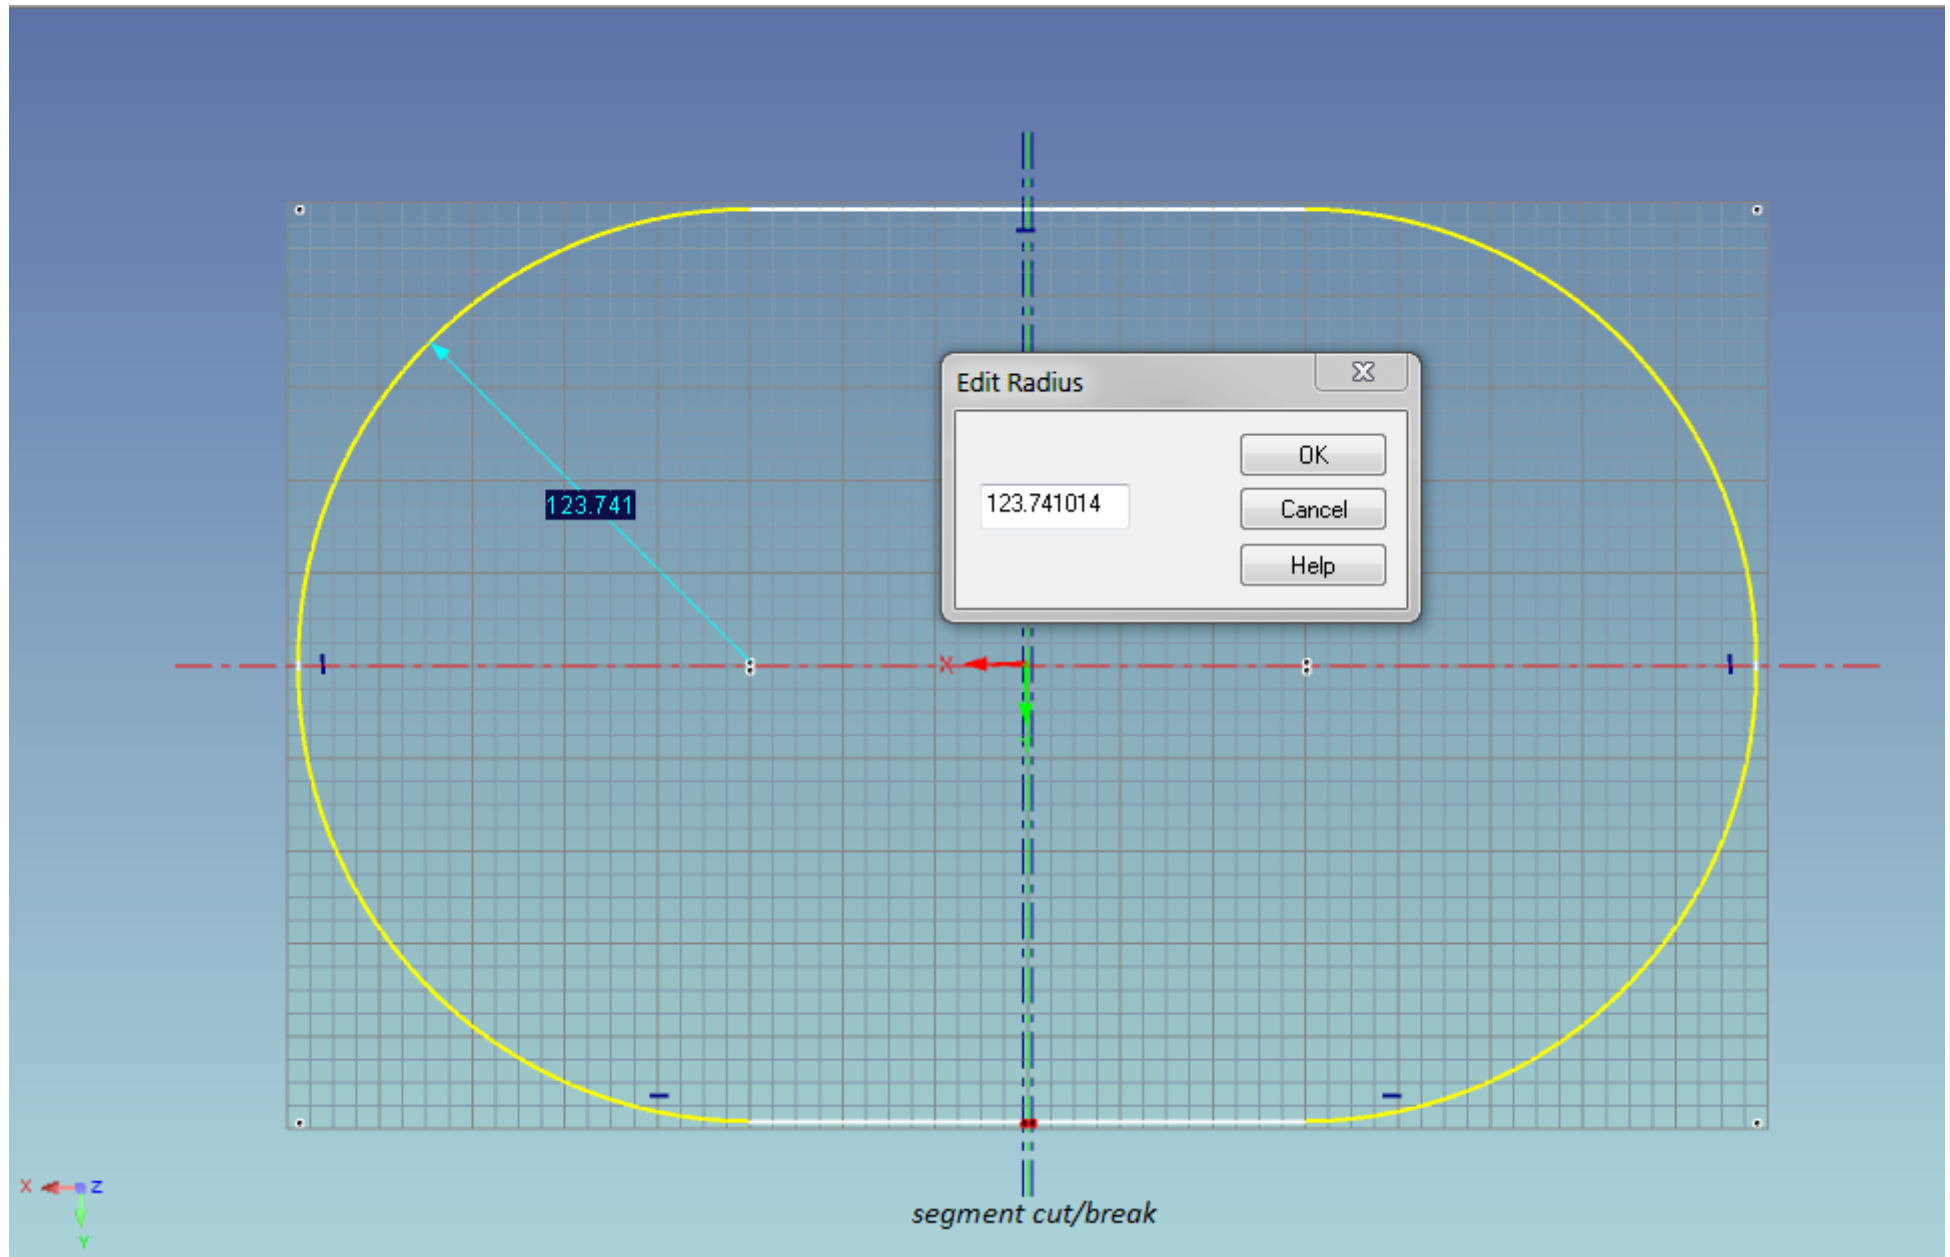 Edit Radius
OK
123.741
123.741014
Cancel
Help
X
X
Z
Y
segment cut/break